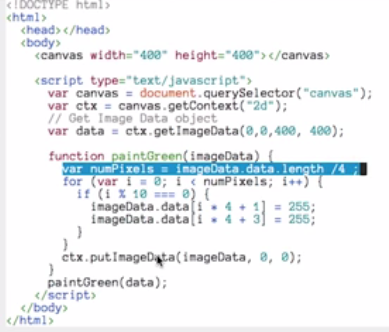 <!DOCTYPE html>
<html>
<head></head>
<body>
<canvas width="400" height="400"></canvas>
<script type="text/javascript">
var canvas = document.querySelector("canvas");
var ctx = canvas.getContext("2d");
// Get Image Data object
var data = ctx.getImageData(0,0,400, 400);
function paintGreen(imageData) {
var numPixels = imageData.data.length /4 ;
for (var i = 0; i < numPixels; i++) {
if (i % 10 === 0) {
imageData.data[i * 4 + 1] = 255;
imageData.data[i * 4 + 3] = 255;
}
}
ctx.putImageData(imageData, 0, 0);
}
paintGreen(data);
</script>
</body>
</html>